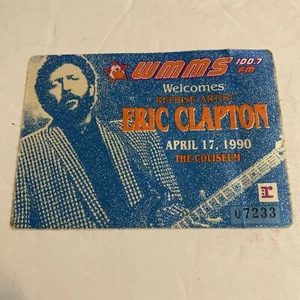 WMMS 100.7 FM
Welcomes
REPRISE ARTIST
ERIC CLAPTON
APRIL 17, 1990
THE COLISEUM
r
07233